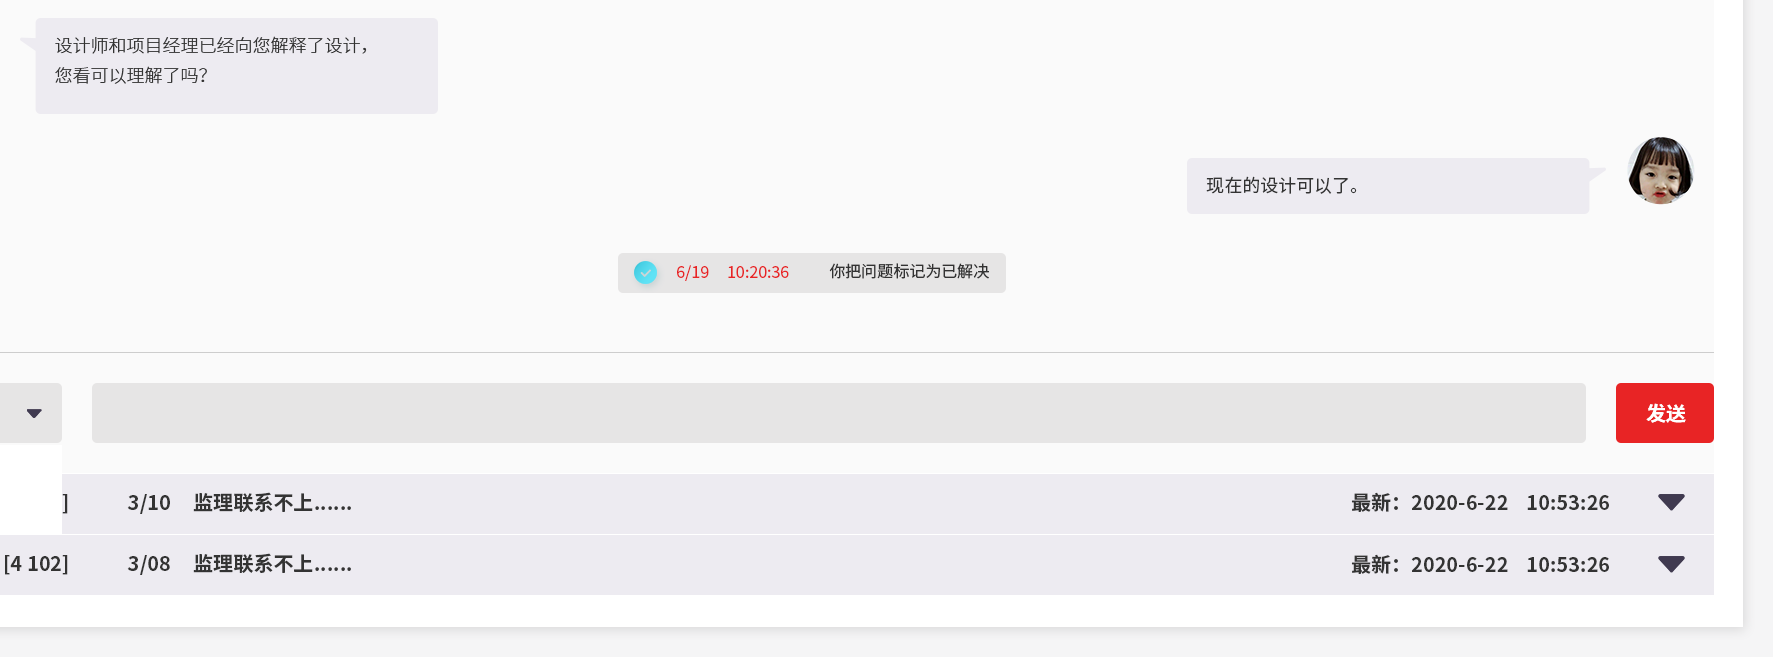 设计师和项目经理已经向您解释了设计，
您看可以理解了吗？
现在的设计可以了。
6/19 10:20:36 你把问题标记为已解决
发送
] 3/10 监理联系不上...... 最新：2020-6-22 10:53:26
[4 102] 3/08 监理联系不上...... 最新：2020-6-22 10:53:26